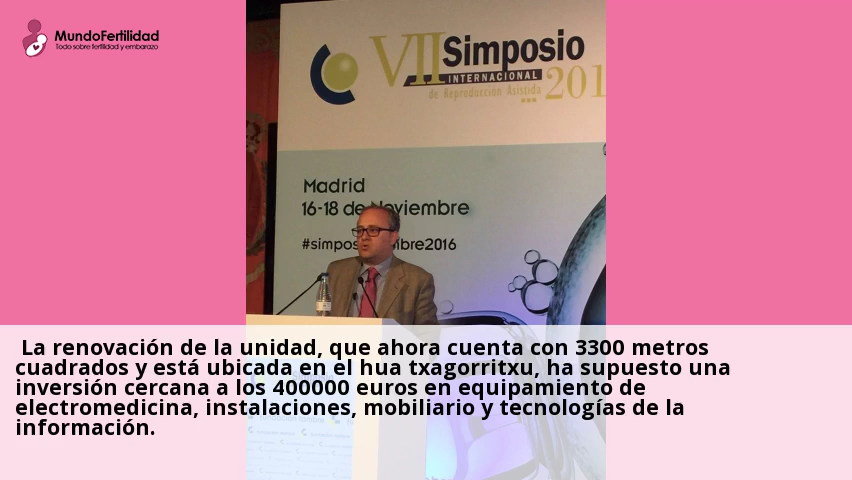 MundoFertilidad
Todo sobre fertilidad y embarazo
VII Simposio
INTERNACIONAL
de Reproducción Asistida
201
Madrid
16-18 de Noviembre
#simpos mbre2016
La renovación de la unidad, que ahora cuenta con 3300 metros
cuadrados y está ubicada en el hua txagorritxu, ha supuesto una
inversión cercana a los 400000 euros en equipamiento de
electromedicina, instalaciones, mobiliario y tecnologías de la
información.